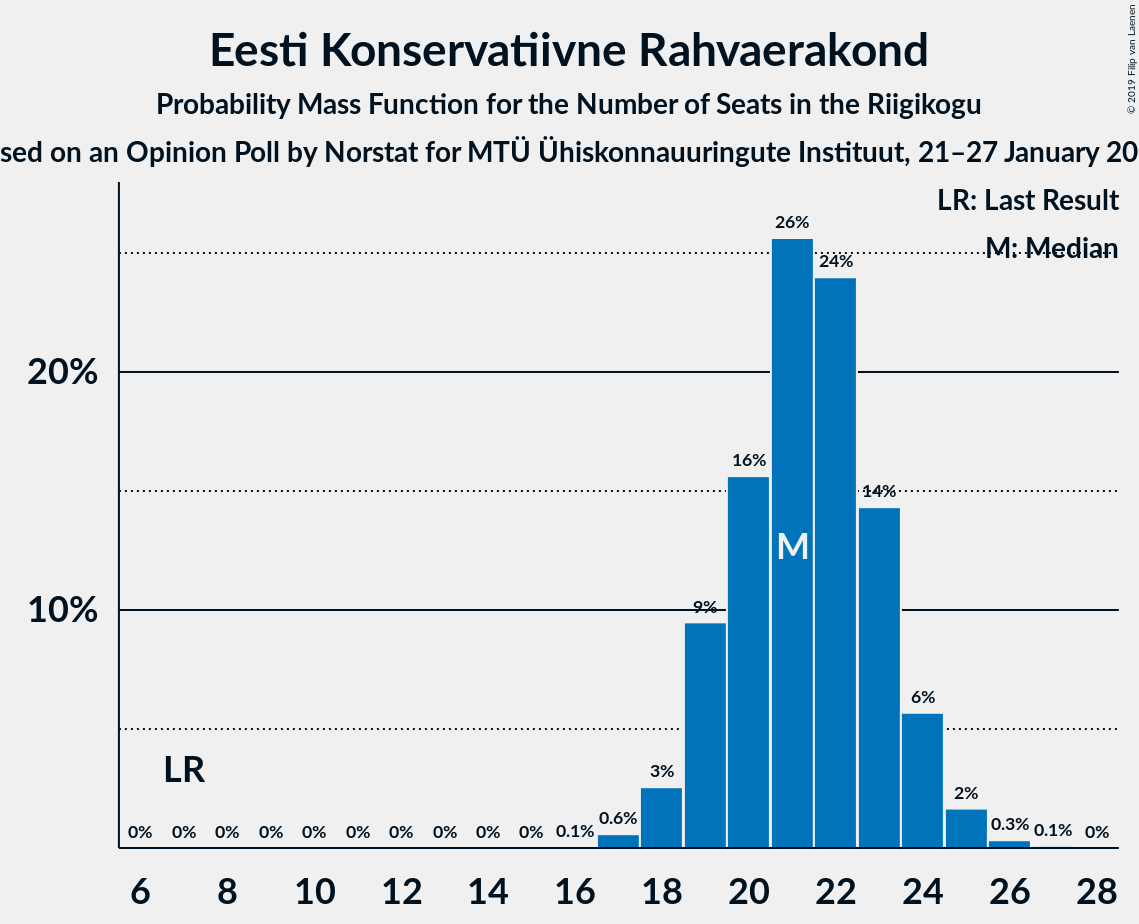 © 2019 Filip van Laenen
Eesti Konservatiivne Rahvaerakond
Probability Mass Function for the Number of Seats in the Riigikogu
sed on an Opinion Poll by Norstat for MTÜ Ühiskonnauuringute Instituut, 21–27 January 20
LR: Last Result
M: Median
26%
24%
20%
16%
14%
M
10%
9%
6%
LR
3%
2%
0% 0% 0% 0% 0% 0% 0% 0% 0% 0% 0.1% 0.6% 0.3% 0.1% 0%
6 8 10 12 14 16 18 20 22 24 26 28